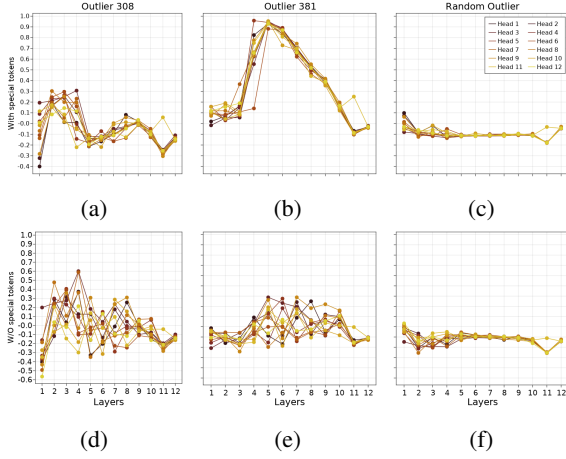 Outlier 308 Outlier 381 Random Outlier
With special tokens
1.0
0.9
0.8
0.7
0.6
0.5
0.4
0.3
0.2
0.1
-0.0
-0.1
-0.2
-0.3
-0.4
Head 1 Head 2
Head 3 Head 4
Head 5 Head 6
Head 7 Head 8
Head 9 Head 10
Head 11 Head 12
(a) (b) (c)
W/O special tokens
1.0
0.9
0.8
0.7
0.6
0.5
0.4
0.3
0.2
0.1
-0.0
-0.1
-0.2
-0.3
-0.4
-0.5
-0.6
1 2 3 4 5 6 7 8 9 10 11 12 1 2 3 4 5 6 7 8 9 10 11 12 1 2 3 4 5 6 7 8 9 10 11 12
Layers Layers Layers
(d) (e) (f)